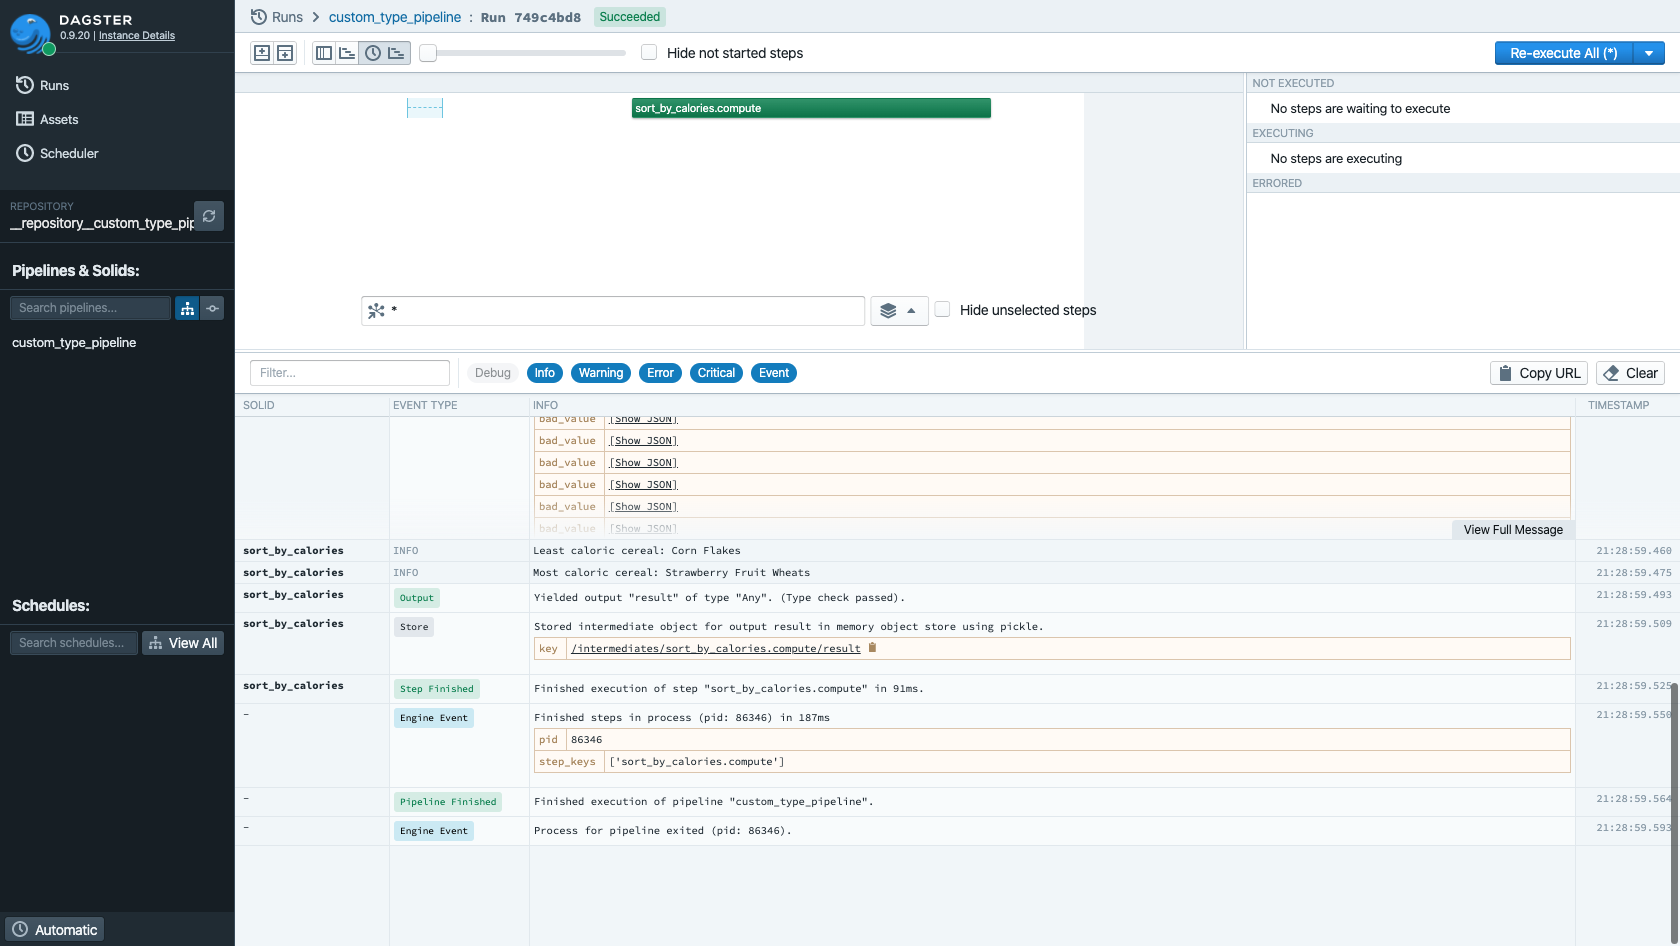 DAGSTER
0.9.20 | Instance Details
Runs
Assets
Scheduler
REPOSITORY
__repository__custom_type_pip
Pipelines & Solids:
Search pipelines...
custom_type_pipeline
Schedules:
Search schedules...
View All
Automatic
Runs > custom_type_pipeline : Run 749c4bd8 Succeeded
Hide not started steps
Re-execute All (*)
sort_by_calories.compute
*
Hide unselected steps
NOT EXECUTED
No steps are waiting to execute
EXECUTING
No steps are executing
ERRORED
Filter...
Debug Info Warning Error Critical Event
Copy URL
Clear
SOLID EVENT TYPE INFO TIMESTAMP
bad_value [Show JSON]
bad_value [Show JSON]
bad_value [Show JSON]
bad_value [Show JSON]
bad_value [Show JSON]
bad_value [Show JSON]
View Full Message
sort_by_calories INFO Least caloric cereal: Corn Flakes 21:28:59.460
sort_by_calories INFO Most caloric cereal: Strawberry Fruit Wheats 21:28:59.475
sort_by_calories Output Yielded output "result" of type "Any". (Type check passed). 21:28:59.493
sort_by_calories Store Stored intermediate object for output result in memory object store using pickle. 21:28:59.509
key /intermediates/sort_by_calories.compute/result
sort_by_calories Step Finished Finished execution of step "sort_by_calories.compute" in 91ms. 21:28:59.525
– Engine Event Finished steps in process (pid: 86346) in 187ms 21:28:59.550
pid 86346
step_keys ['sort_by_calories.compute']
– Pipeline Finished Finished execution of pipeline "custom_type_pipeline". 21:28:59.564
– Engine Event Process for pipeline exited (pid: 86346). 21:28:59.593